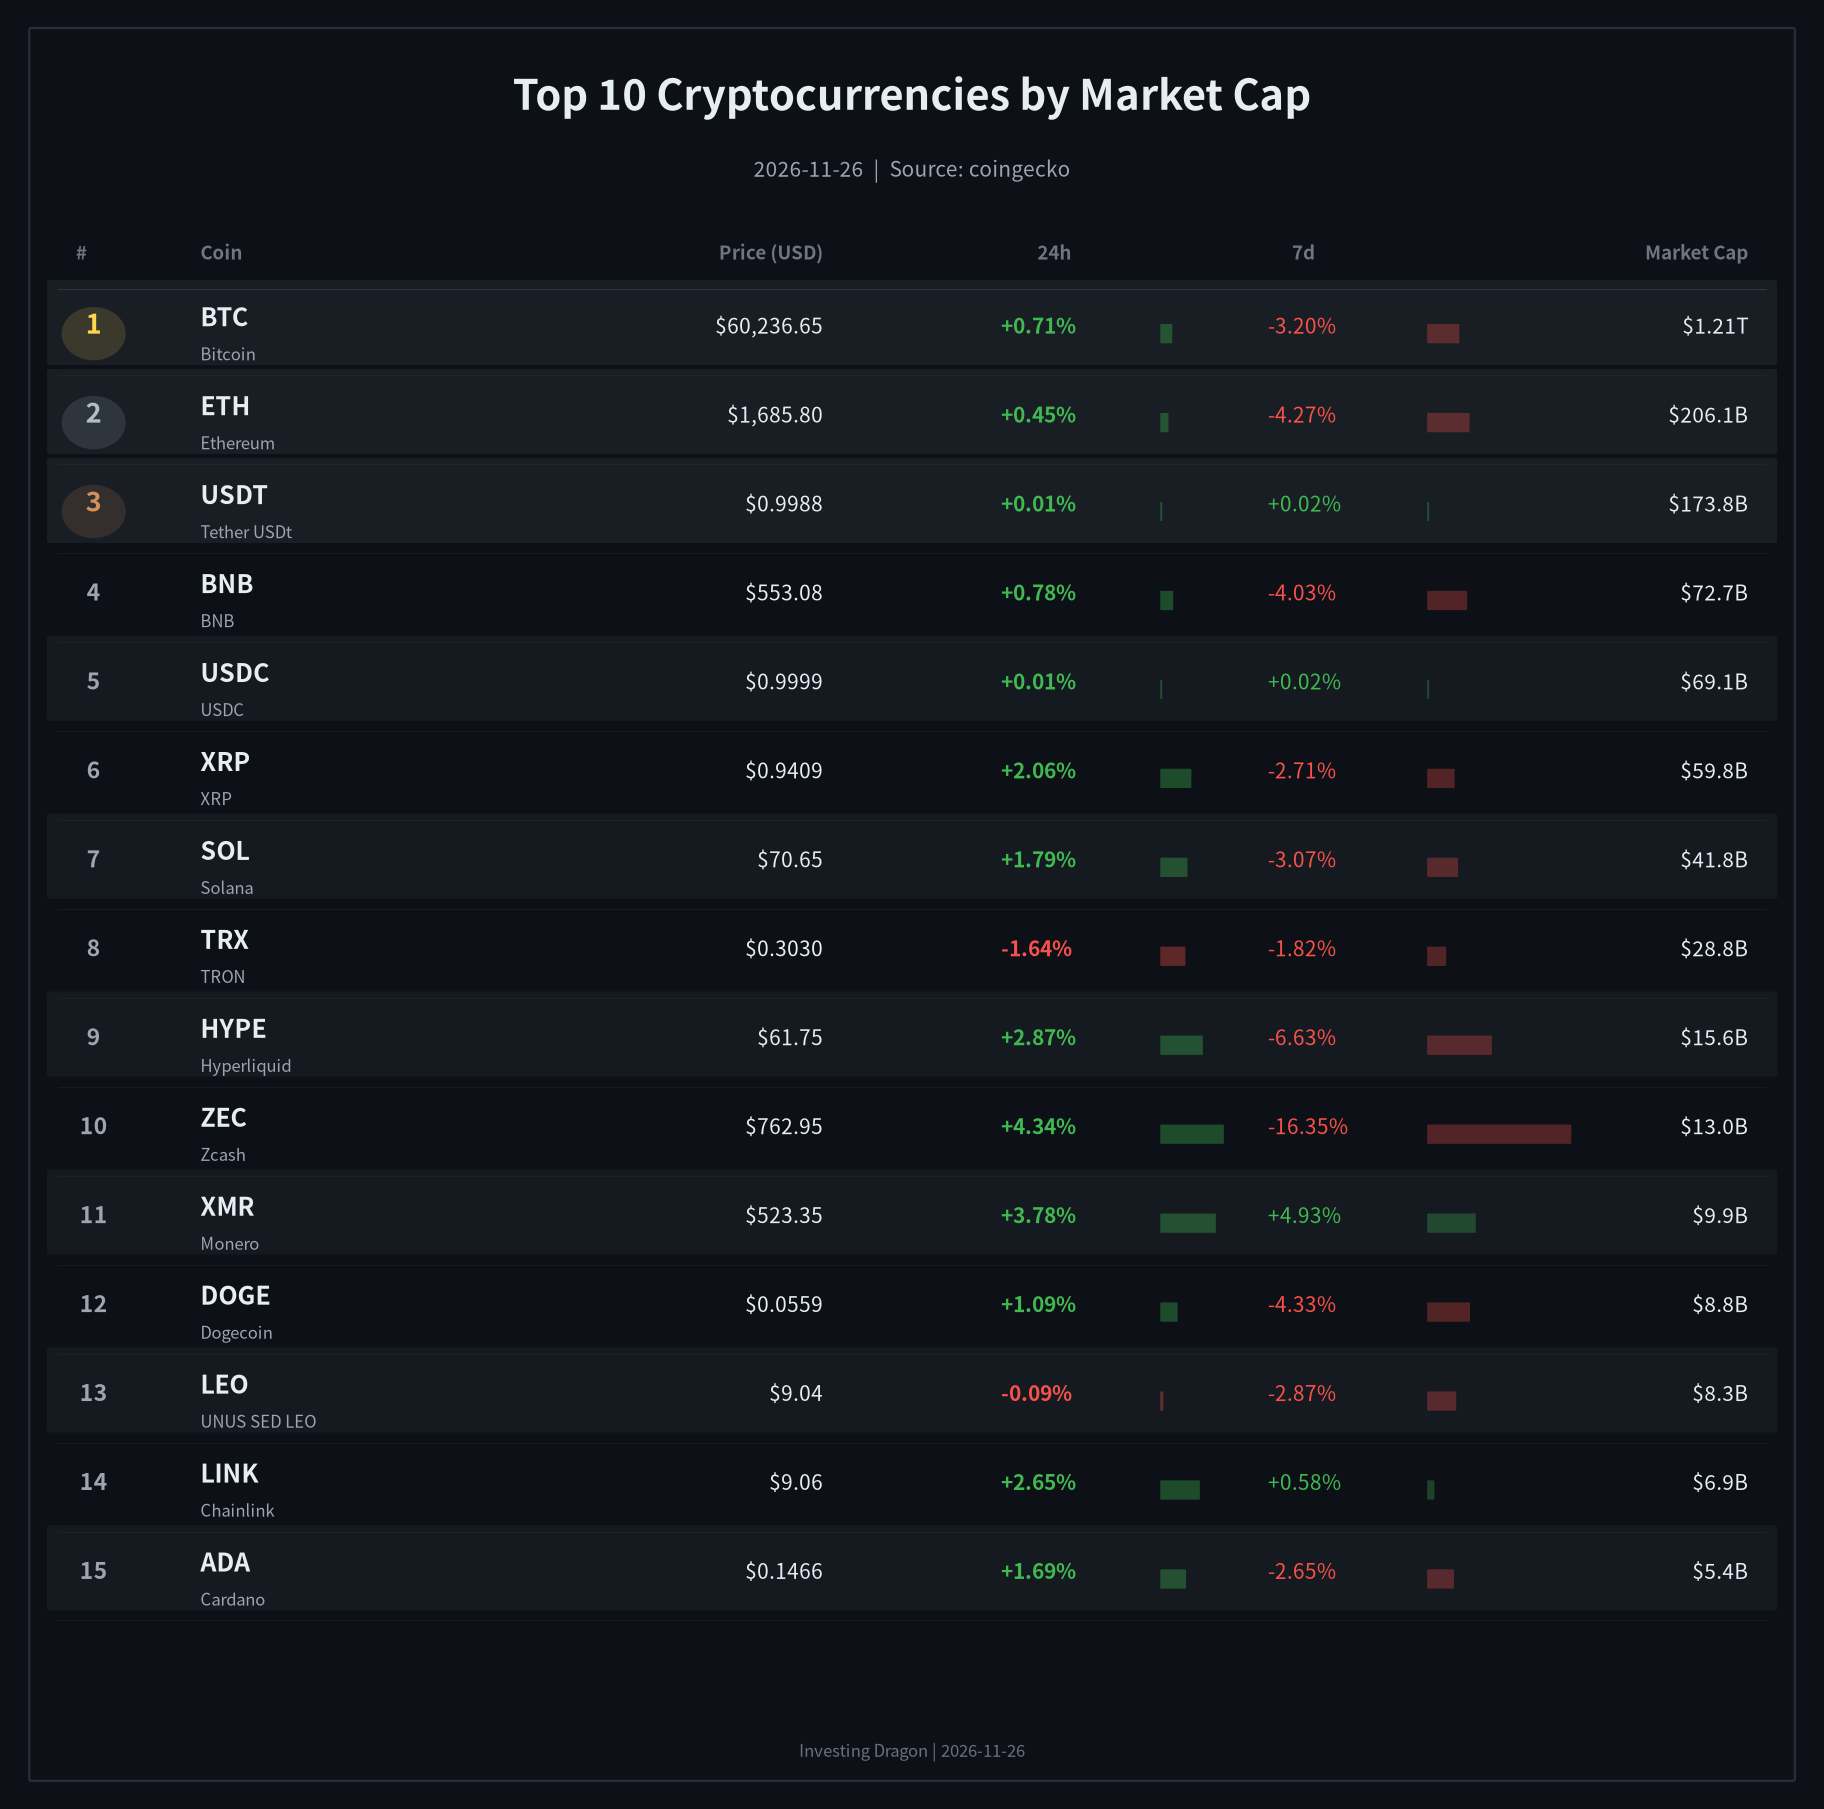 Top 10 Cryptocurrencies by Market Cap
2026-11-26 | Source: coingecko
# Coin Price (USD) 24h 7d Market Cap
1 BTC $60,236.65 +0.71% -3.20% $1.21T
Bitcoin
2 ETH $1,685.80 +0.45% -4.27% $206.1B
Ethereum
3 USDT $0.9988 +0.01% +0.02% $173.8B
Tether USDt
4 BNB $553.08 +0.78% -4.03% $72.7B
BNB
5 USDC $0.9999 +0.01% +0.02% $69.1B
USDC
6 XRP $0.9409 +2.06% -2.71% $59.8B
XRP
7 SOL $70.65 +1.79% -3.07% $41.8B
Solana
8 TRX $0.3030 -1.64% -1.82% $28.8B
TRON
9 HYPE $61.75 +2.87% -6.63% $15.6B
Hyperliquid
10 ZEC $762.95 +4.34% -16.35% $13.0B
Zcash
11 XMR $523.35 +3.78% +4.93% $9.9B
Monero
12 DOGE $0.0559 +1.09% -4.33% $8.8B
Dogecoin
13 LEO $9.04 -0.09% -2.87% $8.3B
UNUS SED LEO
14 LINK $9.06 +2.65% +0.58% $6.9B
Chainlink
15 ADA $0.1466 +1.69% -2.65% $5.4B
Cardano
Investing Dragon | 2026-11-26